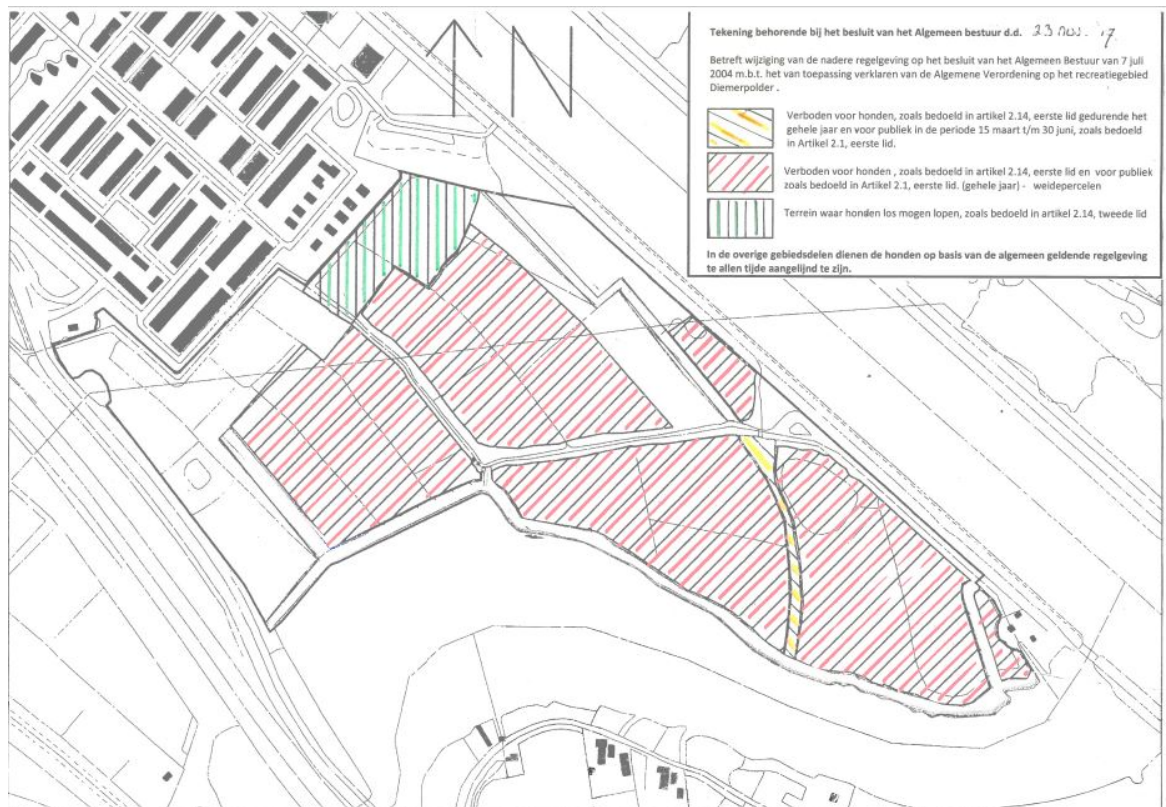 Tekening behorende bij het besluit van het Algemeen bestuur d.d. 23 nov. 17
Betreft wijziging van de nadere regelgeving op het besluit van het Algemeen Bestuur van 7 juli
2004 m.b.t. het van toepassing verklaren van de Algemene Verordening op het recreatiegebied
Diemerpolder .
Verboden voor honden, zoals bedoeld in artikel 2.14, eerste lid gedurende het
gehele jaar en voor publiek in de periode 15 maart t/m 30 juni, zoals bedoeld
in Artikel 2.1, eerste lid.
Verboden voor honden , zoals bedoeld in artikel 2.14, eerste lid en voor publiek
zoals bedoeld in Artikel 2.1, eerste lid. (gehele jaar) - weidepercelen
Terrein waar honden los mogen lopen, zoals bedoeld in artikel 2.14, tweede lid
In de overige gebiedsdelen dienen de honden op basis van de algemeen geldende regelgeving
te allen tijde aangelijnd te zijn.
N